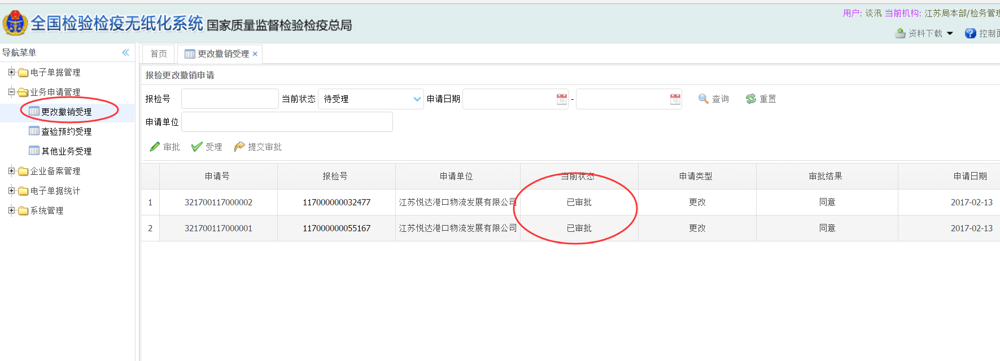 全国检验检疫无纸化系统 国家质量监督检验检疫总局
用户: 谈汛 当前机构: 江苏局本部/检务管理
资料下载 控制面
导航菜单
首页 更改撤销受理
电子单据管理
业务申请管理
更改撤销受理
查验预约受理
其他业务受理
企业备案管理
电子单据统计
系统管理
报检更改撤销申请
报检号 当前状态 待受理 申请日期 - 查询 重置
申请单位
审批 受理 提交审批
申请号 报检号 申请单位 当前状态 申请类型 审批结果 申请日期
1 321700117000002 117000000032477 江苏悦达港口物流发展有限公司 已审批 更改 同意 2017-02-13
2 321700117000001 117000000055167 江苏悦达港口物流发展有限公司 已审批 更改 同意 2017-02-13